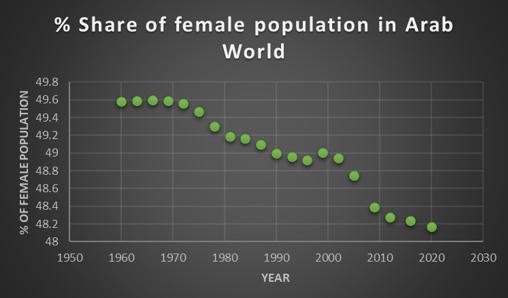 % Share of female population in Arab
World
% OF FEMALE POPULATION
49.8
49.6
49.4
49.2
49
48.8
48.6
48.4
48.2
48
1950 1960 1970 1980 1990 2000 2010 2020 2030
YEAR